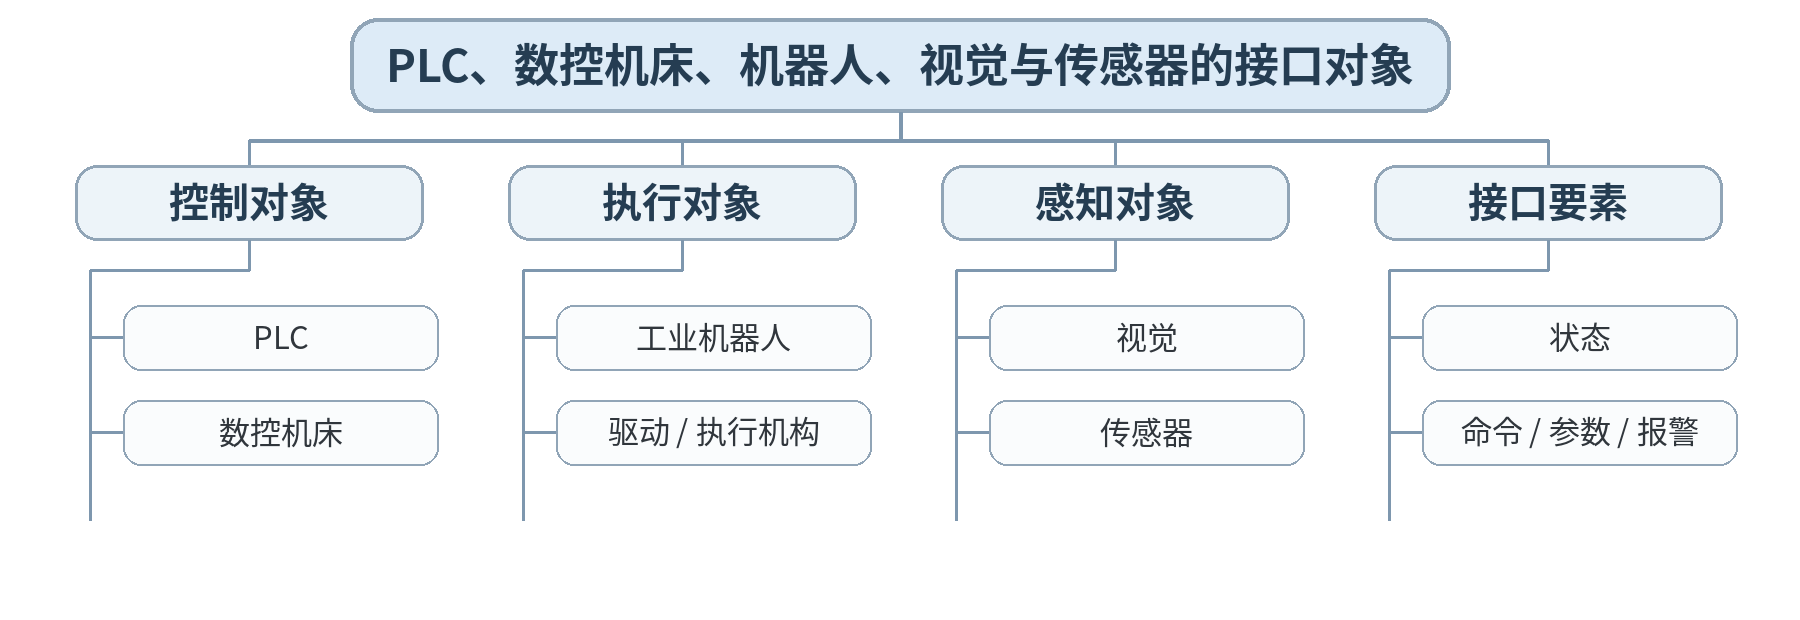 PLC、数控机床、机器人、视觉与传感器的接口对象
控制对象
PLC
数控机床
执行对象
工业机器人
驱动 / 执行机构
感知对象
视觉
传感器
接口要素
状态
命令 / 参数 / 报警